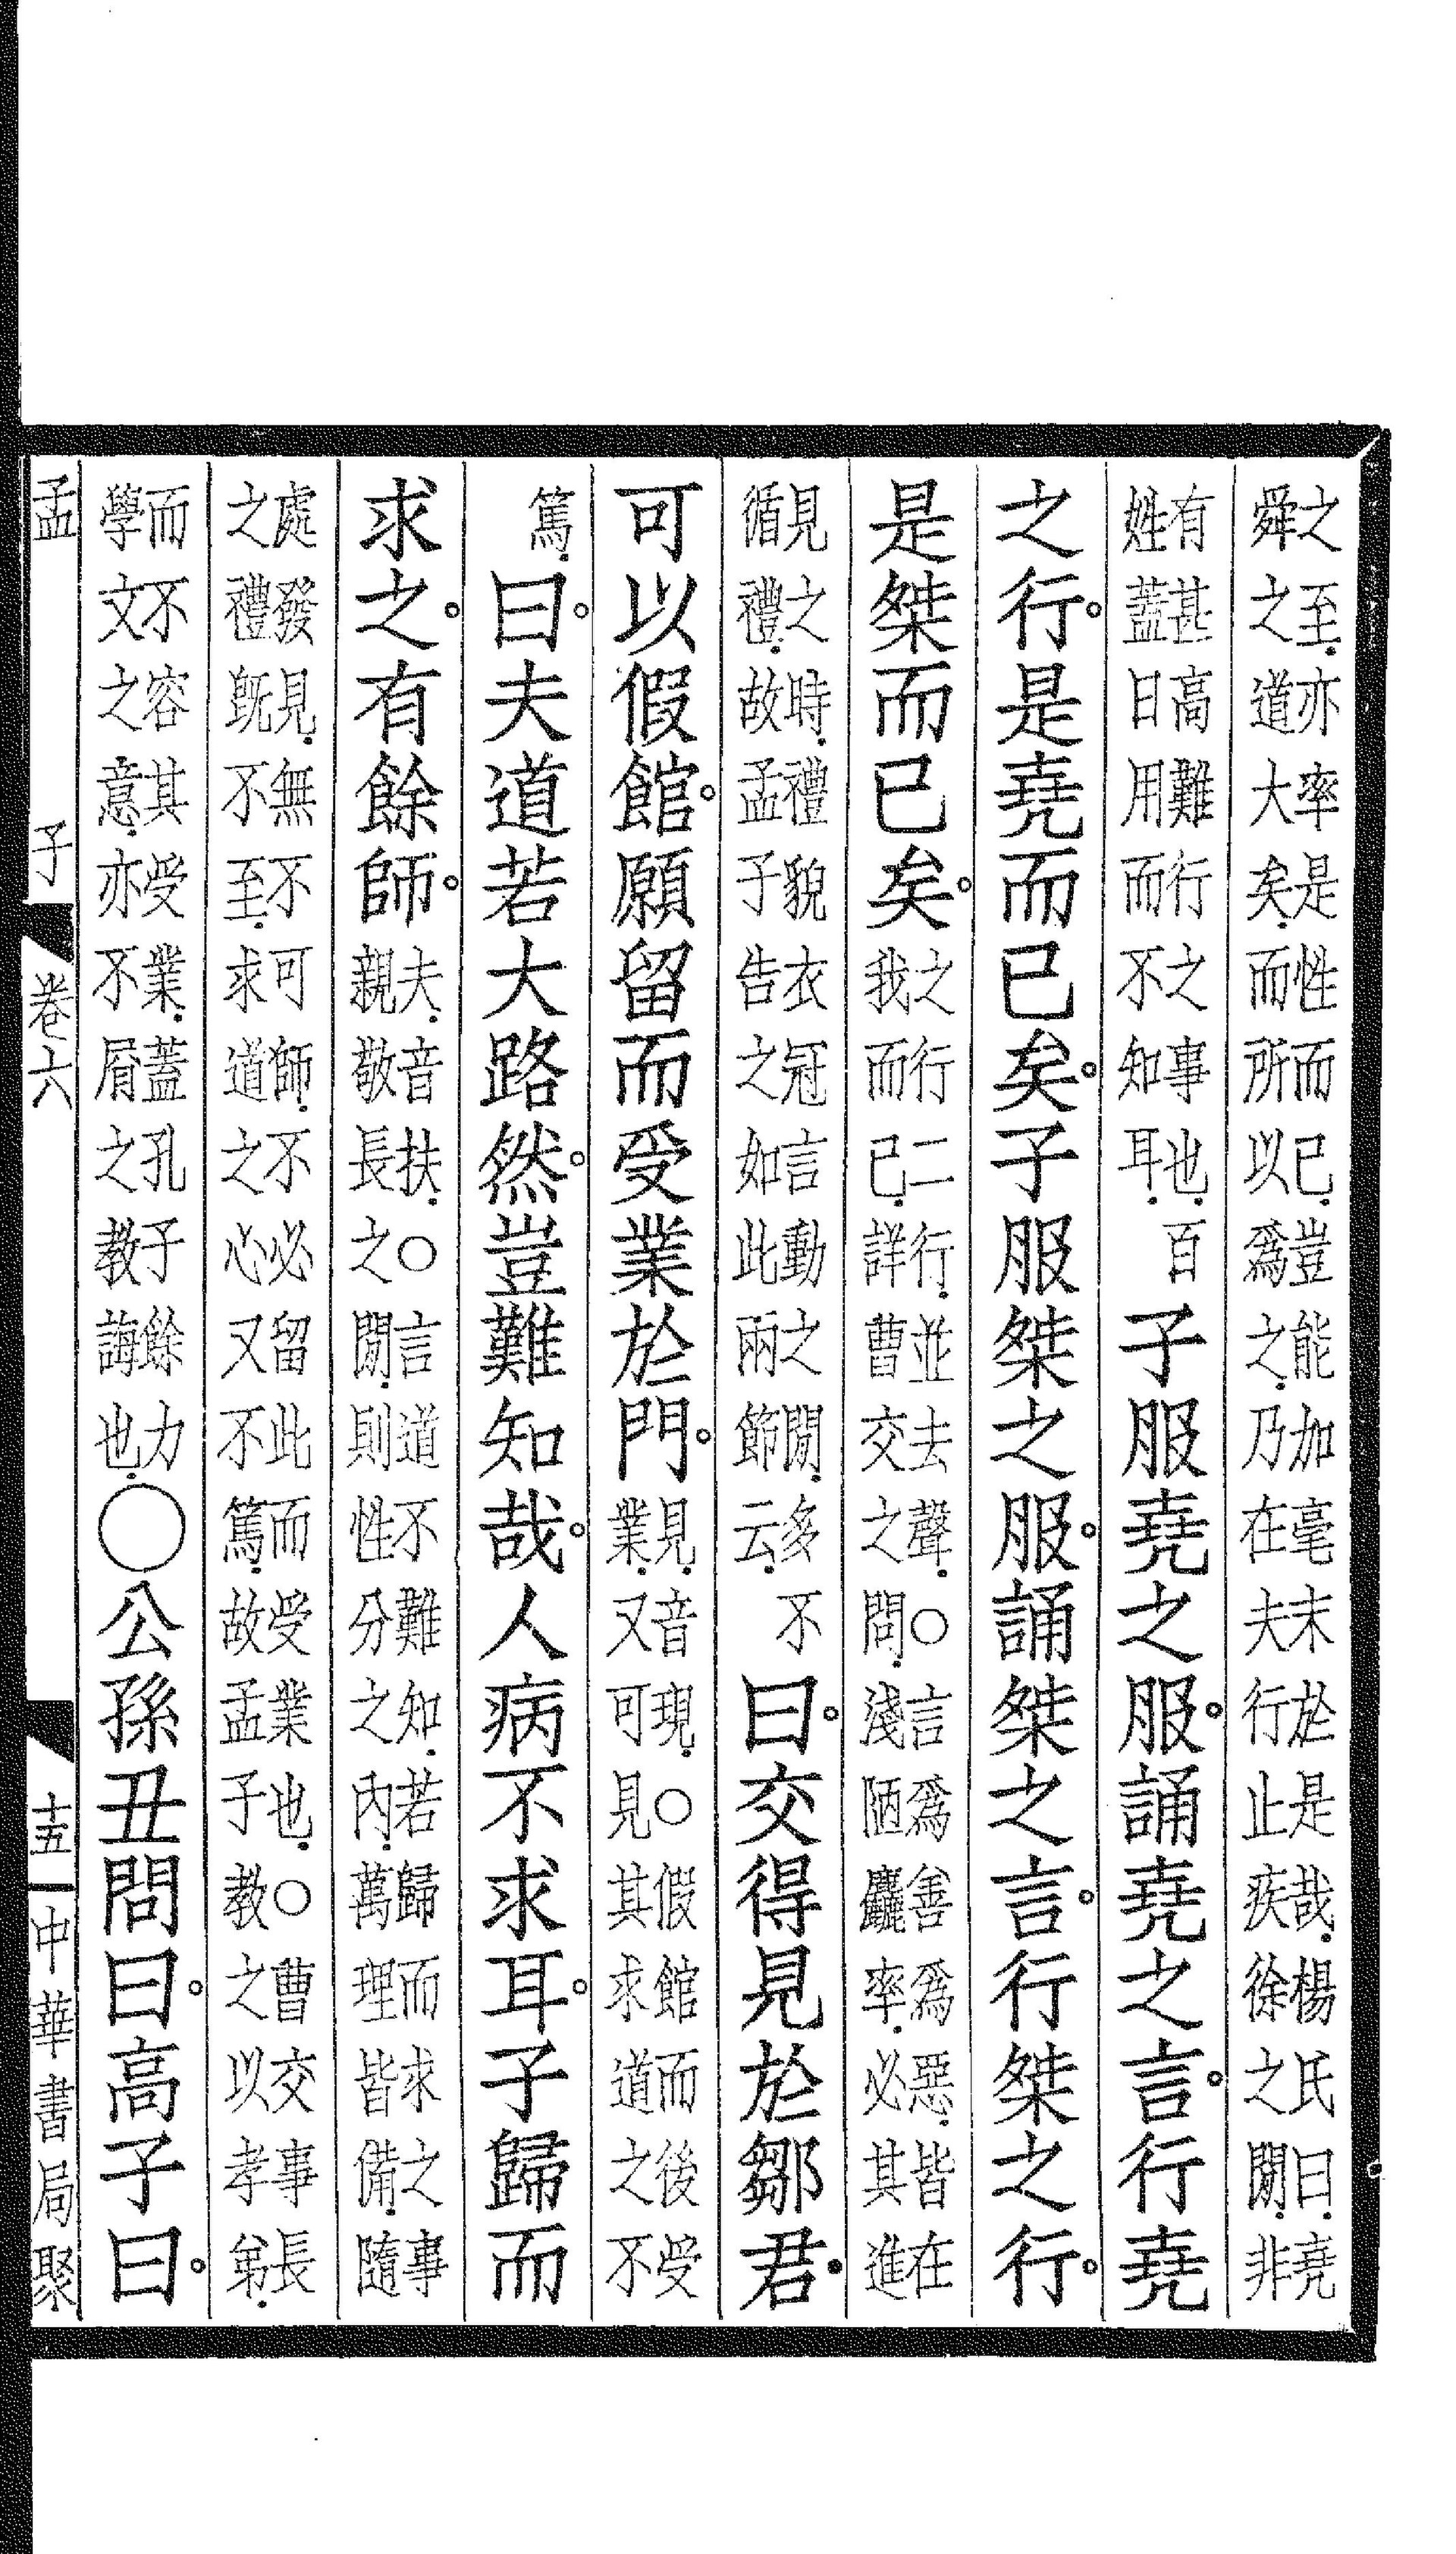 之至。亦率是性而已。豈能加毫末於是哉。楊氏曰。堯
舜之道大矣。而所以爲之。乃在夫行止疾徐之閒。非
有甚高難行之事也。百
姓蓋日用而不知耳。
子服堯之服。誦堯之言。行堯
之行。是堯而已矣。子服桀之服。誦桀之言。行桀之行。
是桀而已矣。
之行二行。並去聲。○言爲善爲惡。皆在
我而已。詳曹交之問。淺陋麤率。必其進
見之時。禮貌衣冠言動之閒。多不
循禮。故孟子告之如此兩節云。
曰。交得見於鄒君。
可以假館。願留而受業於門。
見。音現。○假館而後受
業。又可見其求道之不
篤。
曰。夫道若大路然。豈難知哉。人病不求耳。子歸而
求之。有餘師。
夫。音扶。○言道不難知。若歸而求之事
親敬長之閒。則性分之內。萬理皆備。隨
處發見。無不可師。不必留此而受業也。○曹交事長
之禮既不至。求道之心又不篤。故孟子教之以孝弟。
而不容其受業。蓋孔子餘力
學文之意。亦不屑之教誨也。
○公孫丑問曰。高子曰。
孟子 卷六 十五 中華書局聚